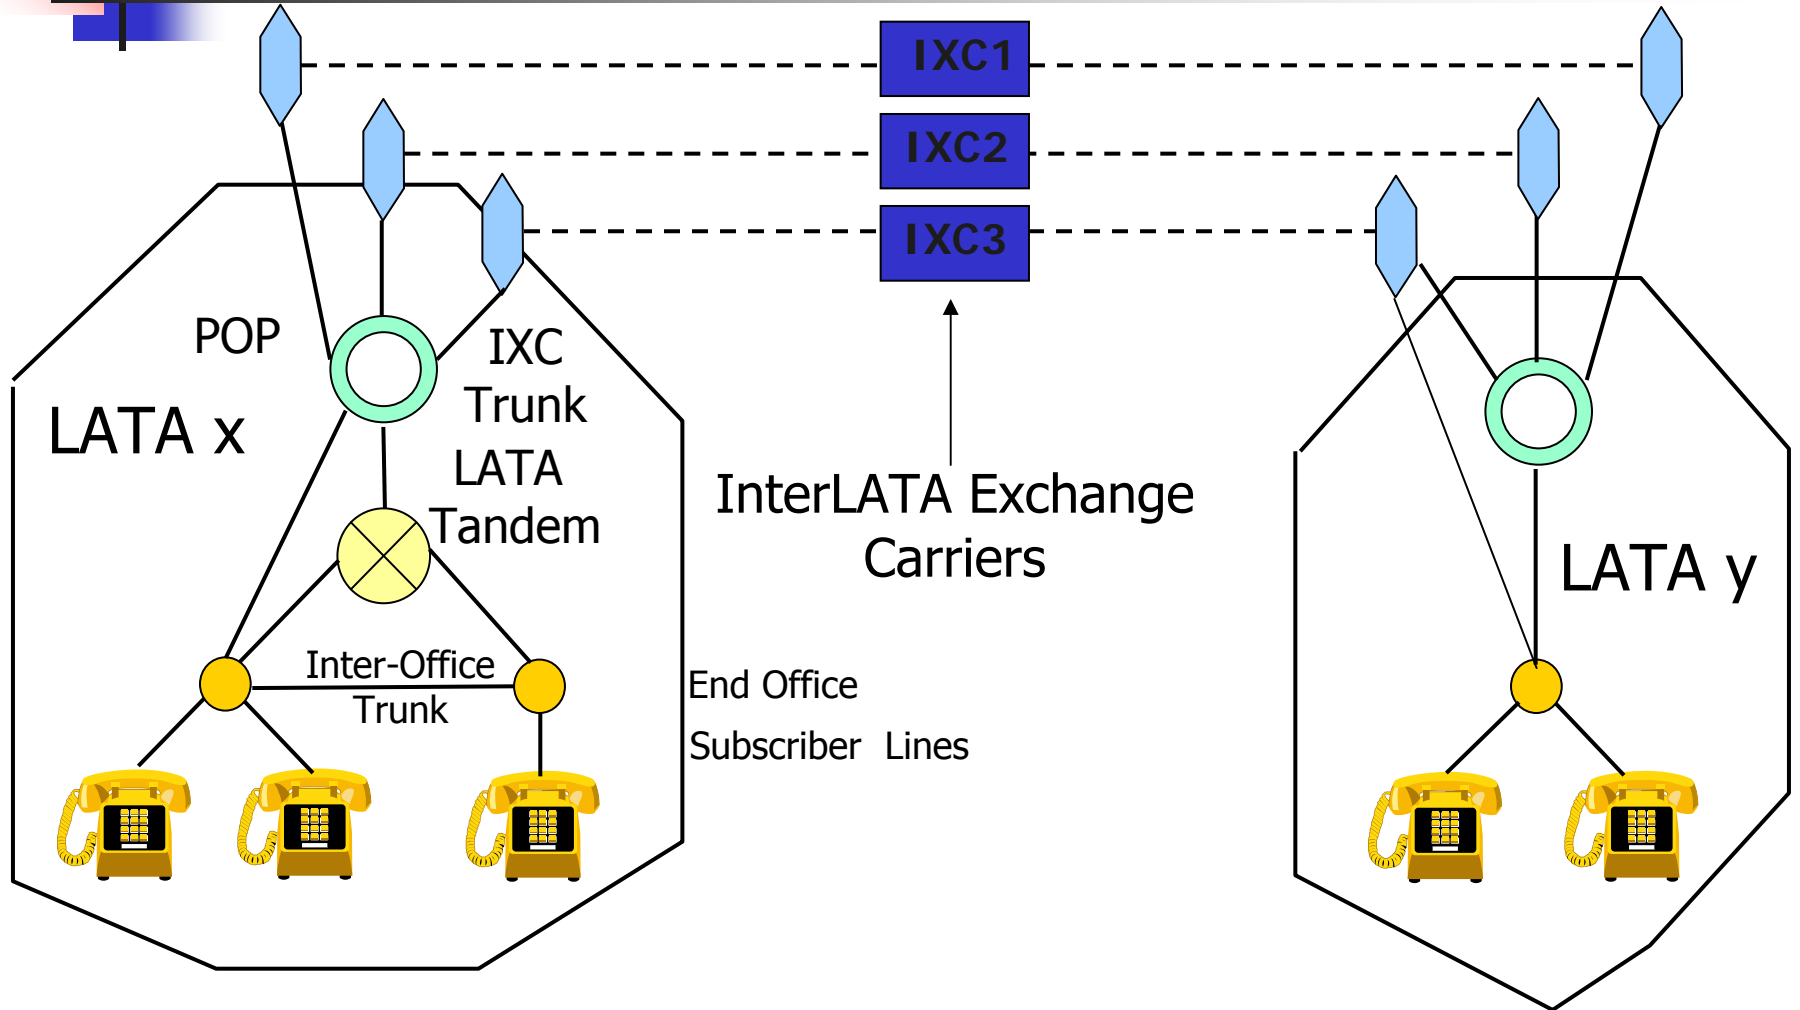 IXC1
IXC2
IXC3
POP
IXC
Trunk
LATA x
LATA
Tandem
InterLATA Exchange
Carriers
LATA y
Inter-Office
Trunk
End Office
Subscriber Lines